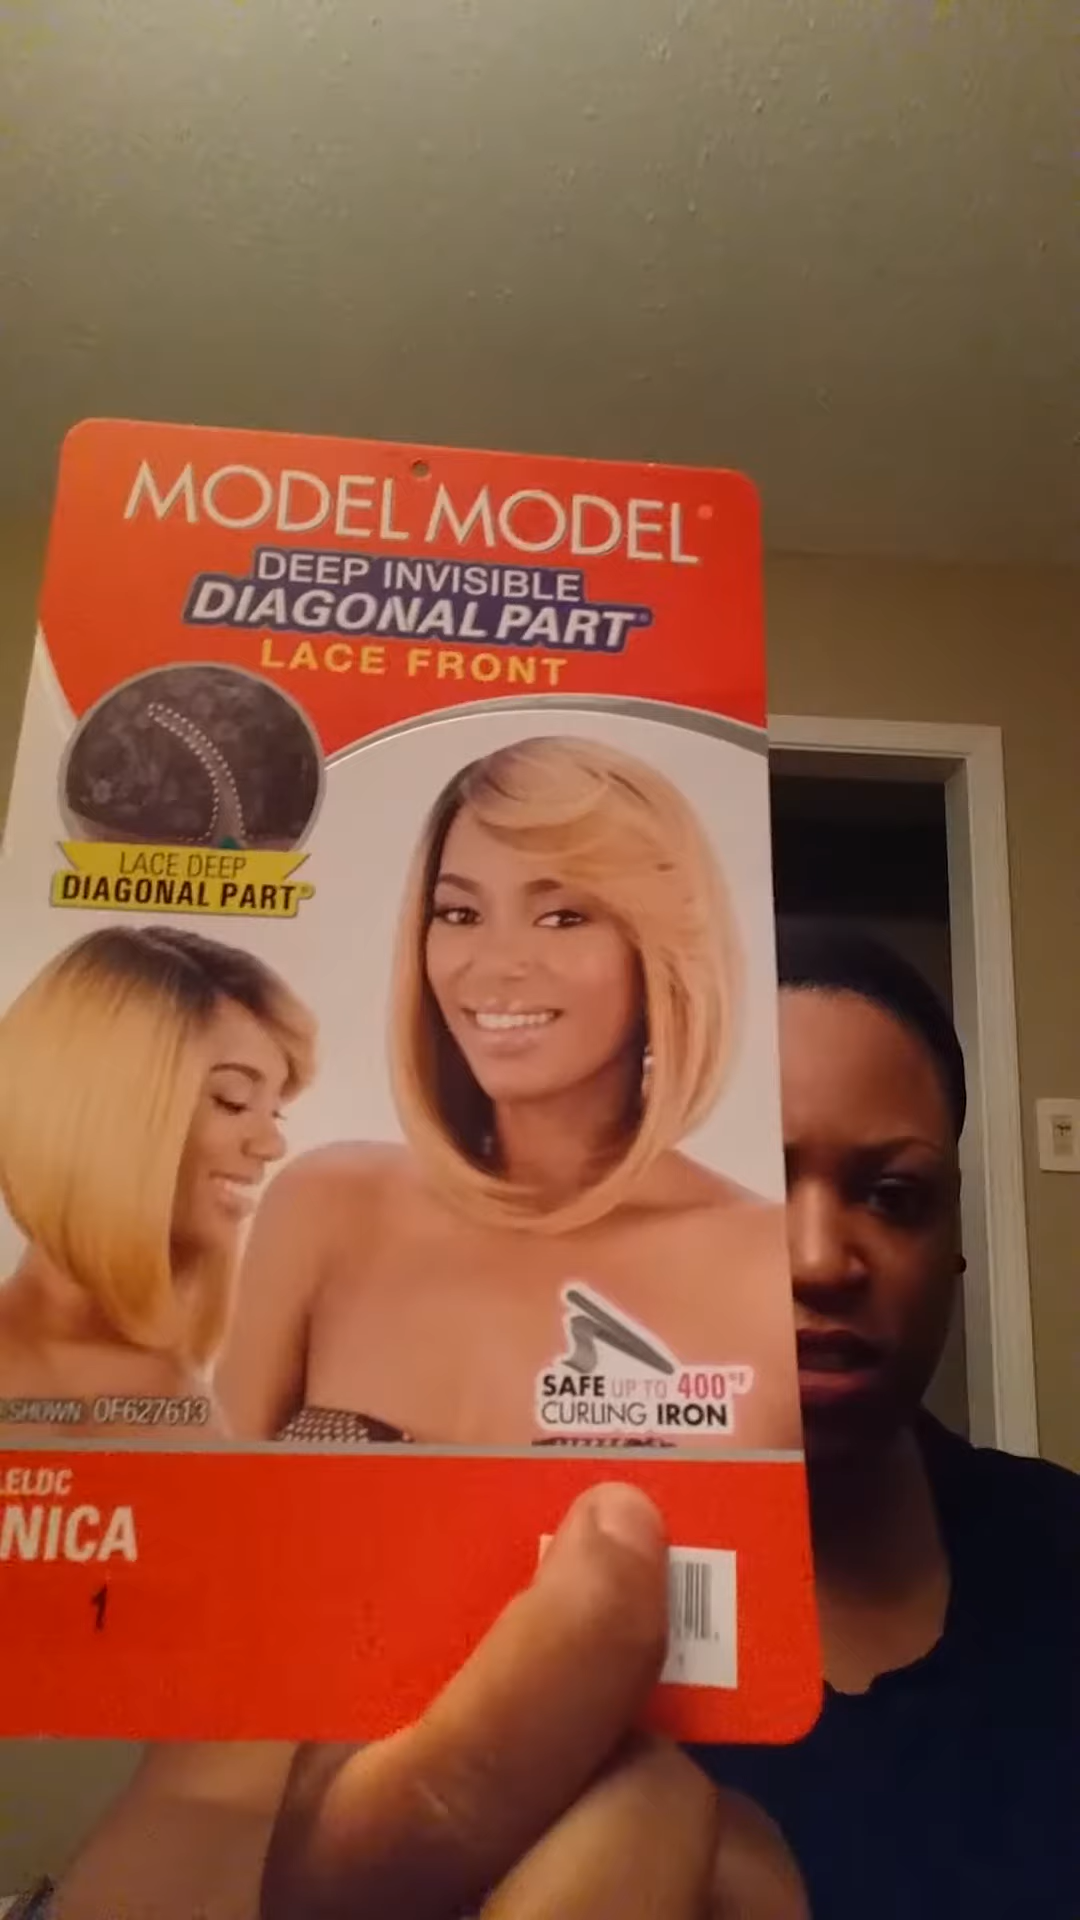 MODEL MODEL
DEEP INVISIBLE
DIAGONAL PART
LACE FRONT
LACE DEEP
DIAGONAL PART
SHOWN OF627613
SAFE UP TO 400°F
CURLING IRON
LELDC
NICA
1